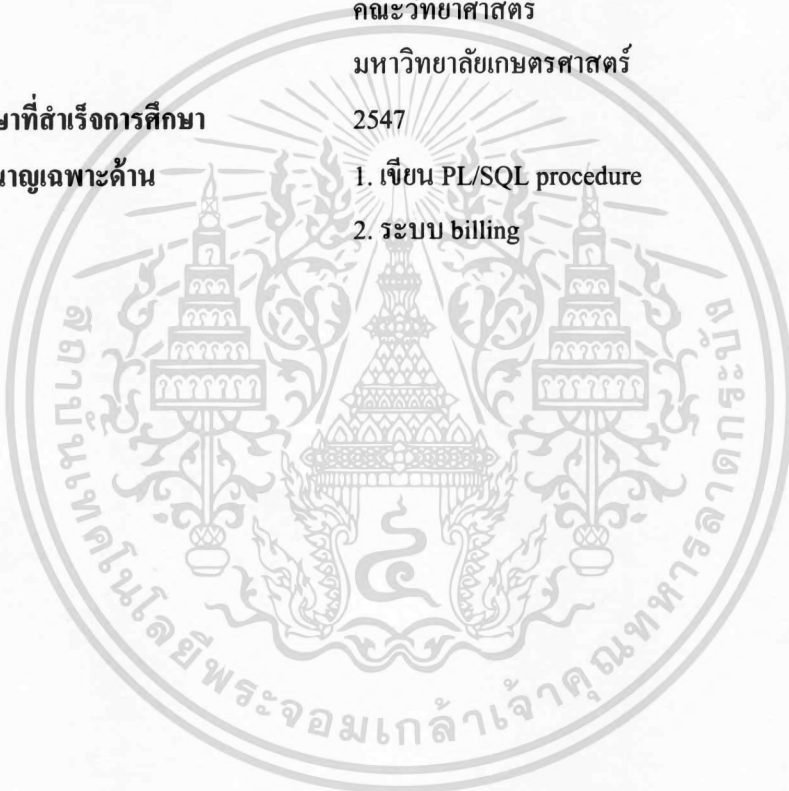 คณะวิทยาศาสตร์
มหาวิทยาลัยเกษตรศาสตร์
ษาที่สำเร็จการศึกษา 2547
นาญเฉพาะด้าน 1. เขียน PL/SQL procedure
2. ระบบ billing
สถาบันเทคโนโลยีพระจอมเกล้าเจ้าคุณทหารลาดกระบัง